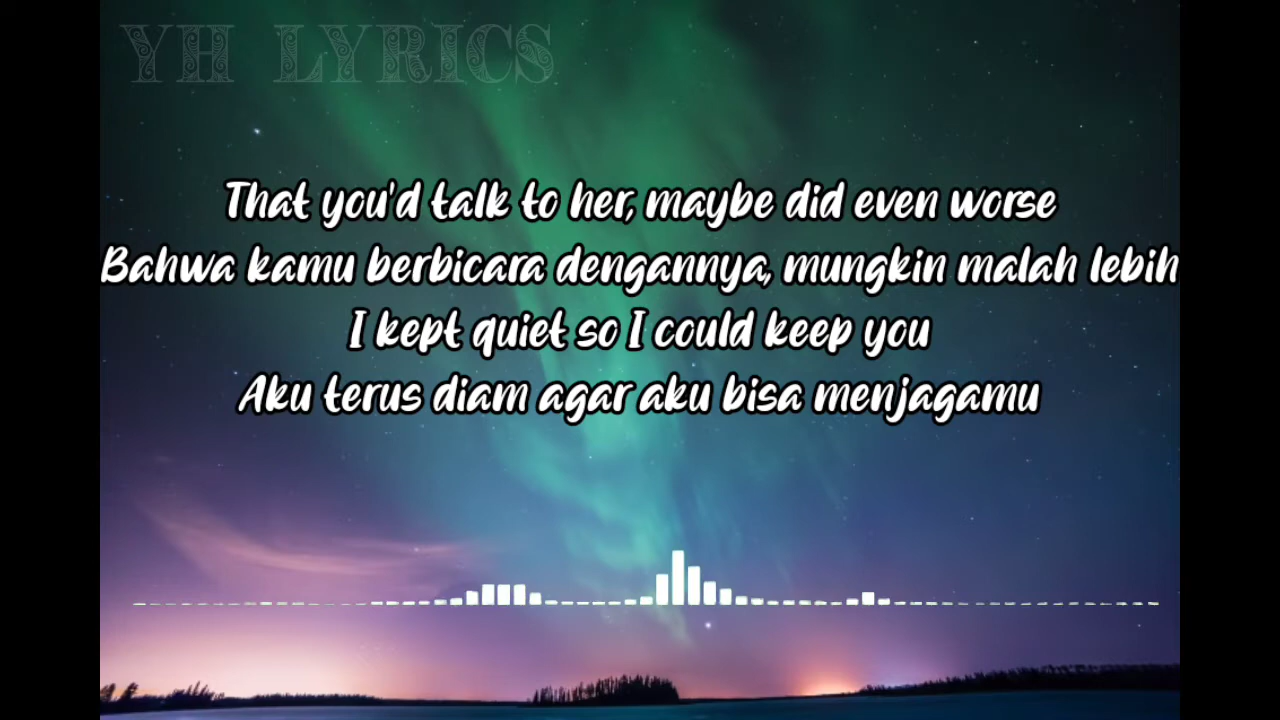 YH LYRICS
That you'd talk to her, maybe did even worse
Bahwa kamu berbicara dengannya, mungkin malah lebih
I kept quiet so I could keep you
Aku terus diam agar aku bisa menjagamu